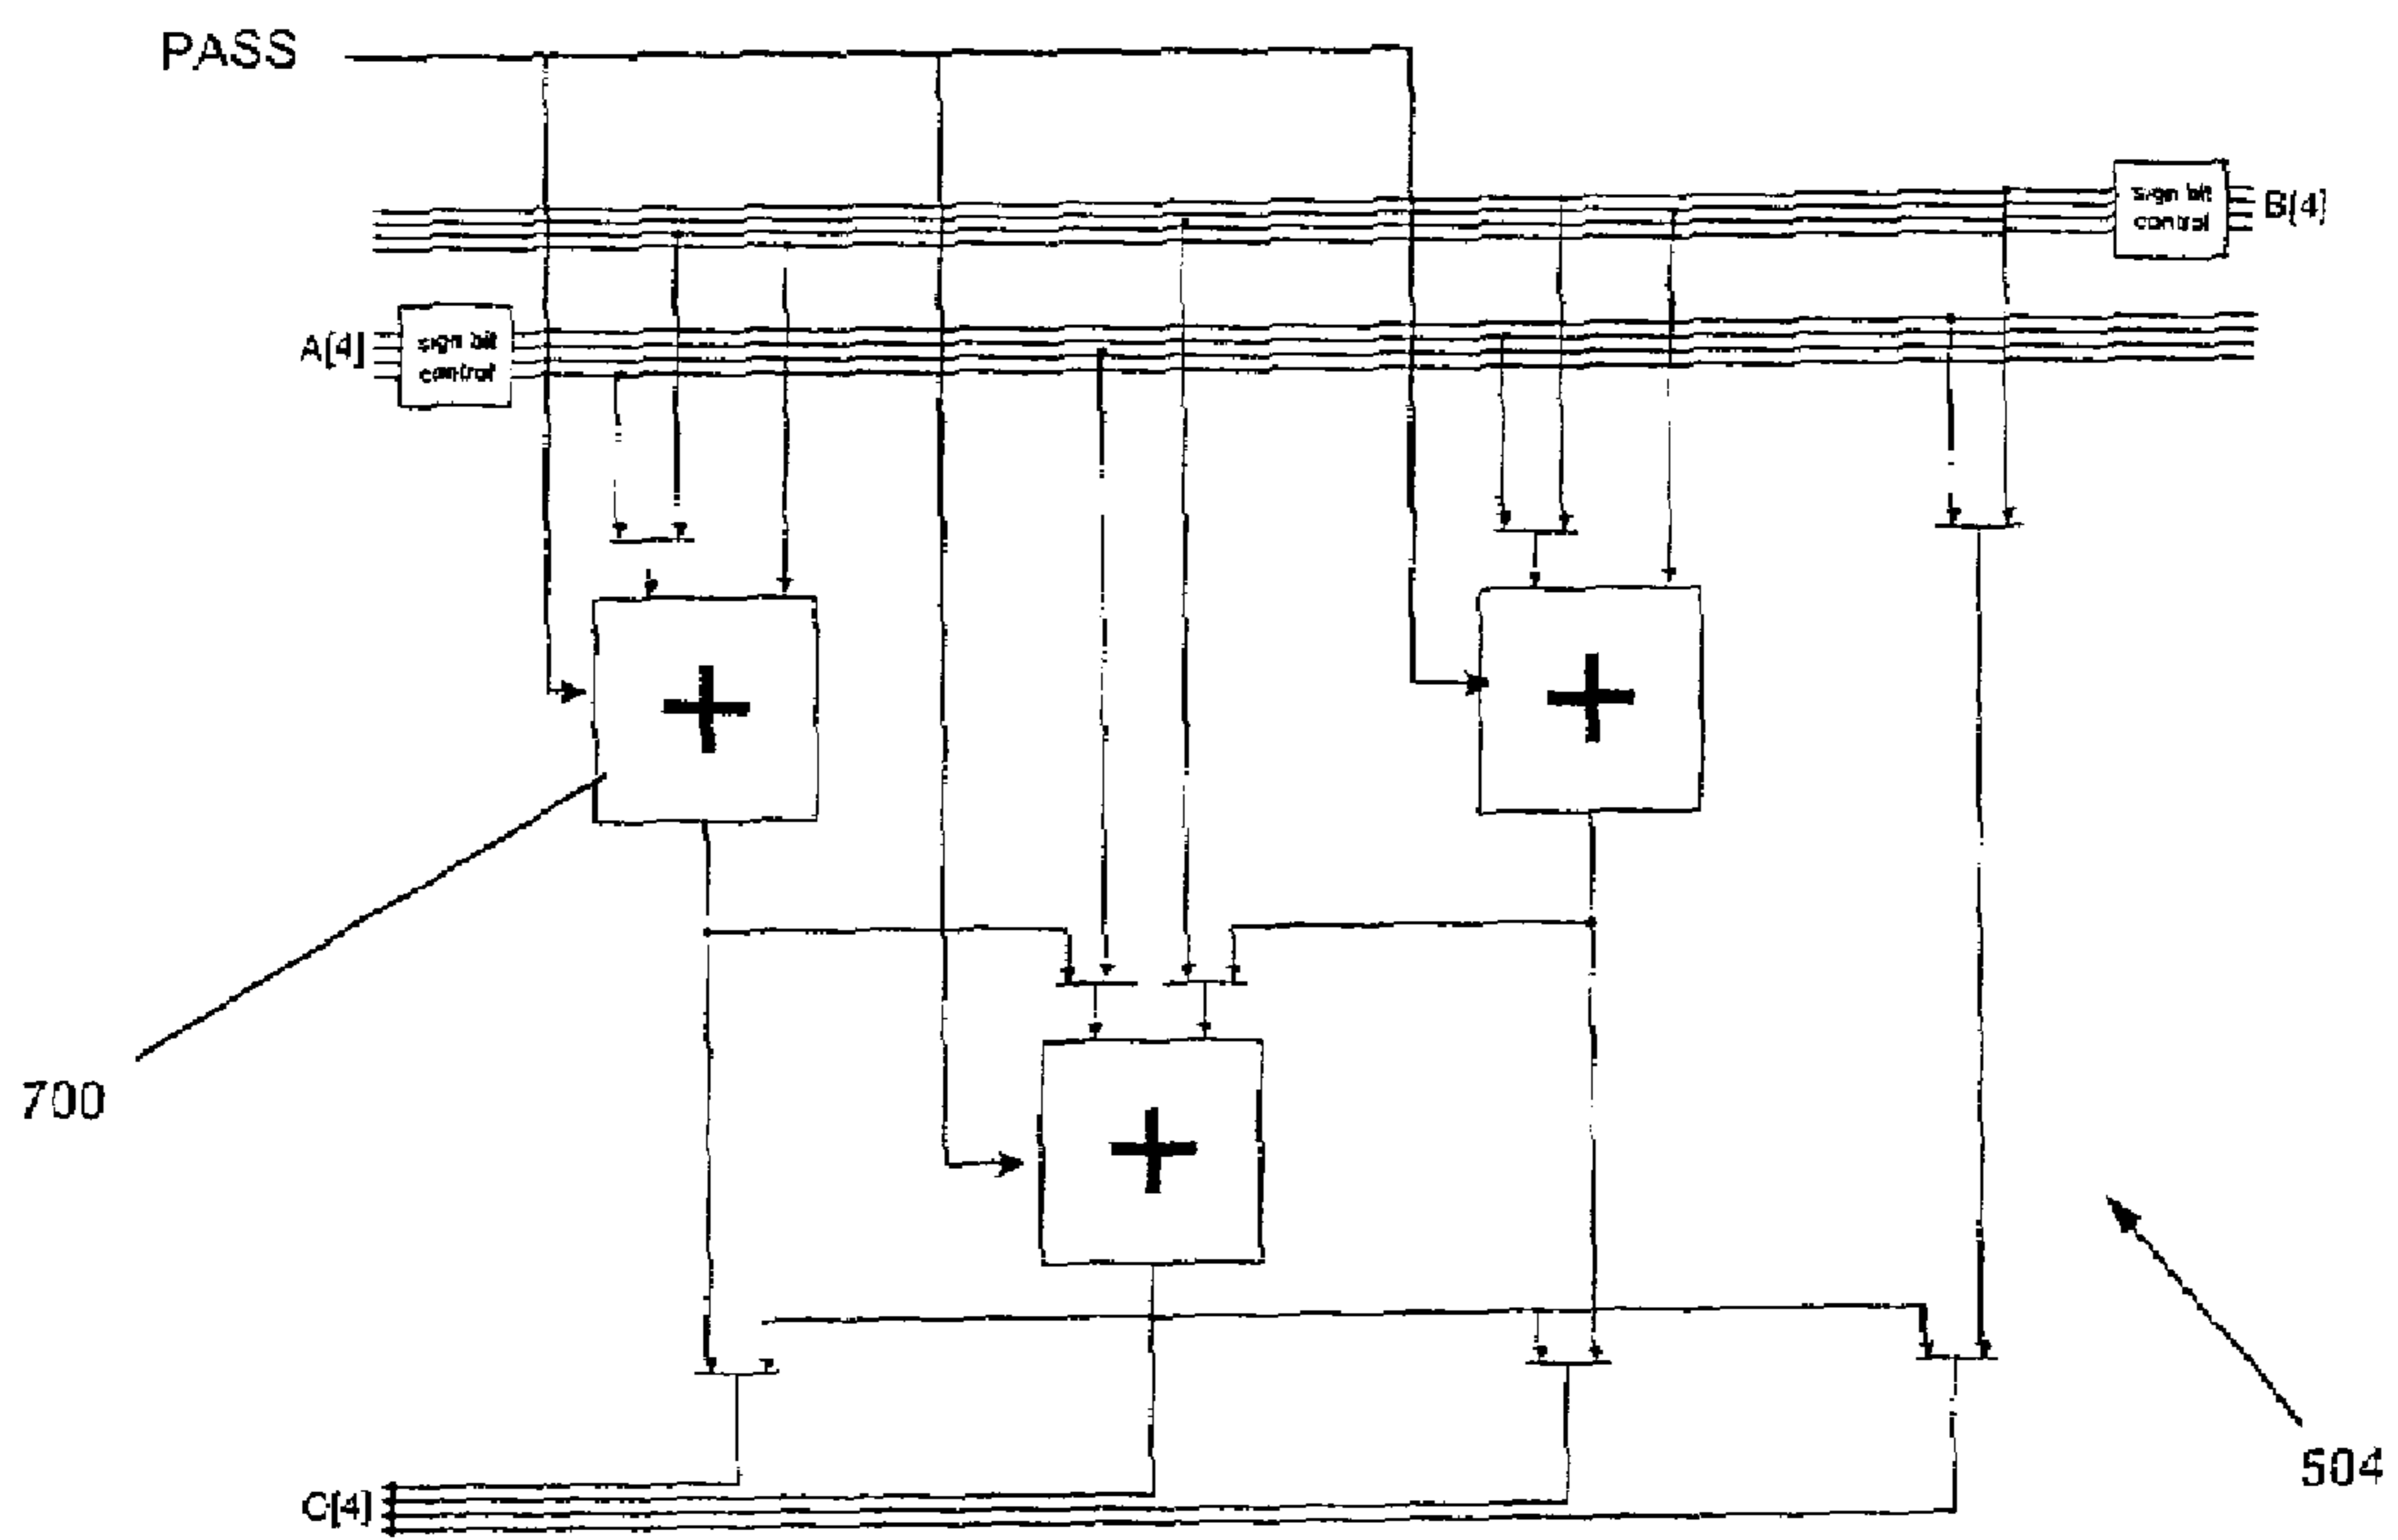 PASS
sign bit
control
B[4]
A[4]
sign bit
control
+
+
700
+
504
C[4]